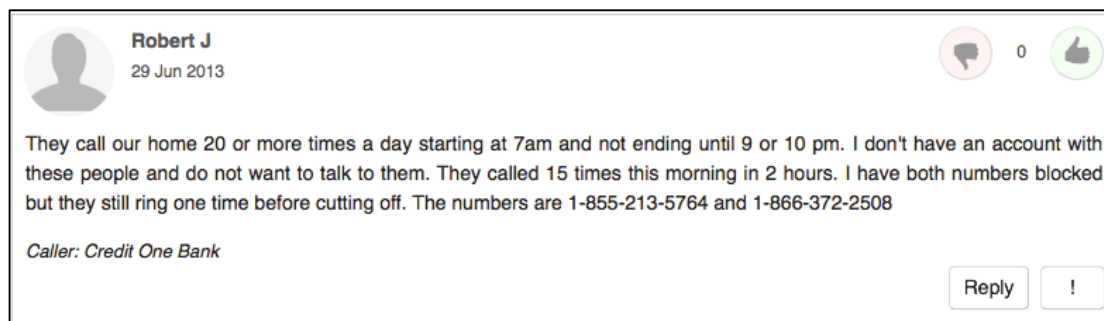 Robert J
29 Jun 2013
0
They call our home 20 or more times a day starting at 7am and not ending until 9 or 10 pm. I don't have an account with
these people and do not want to talk to them. They called 15 times this morning in 2 hours. I have both numbers blocked
but they still ring one time before cutting off. The numbers are 1-855-213-5764 and 1-866-372-2508
Caller: Credit One Bank
Reply !